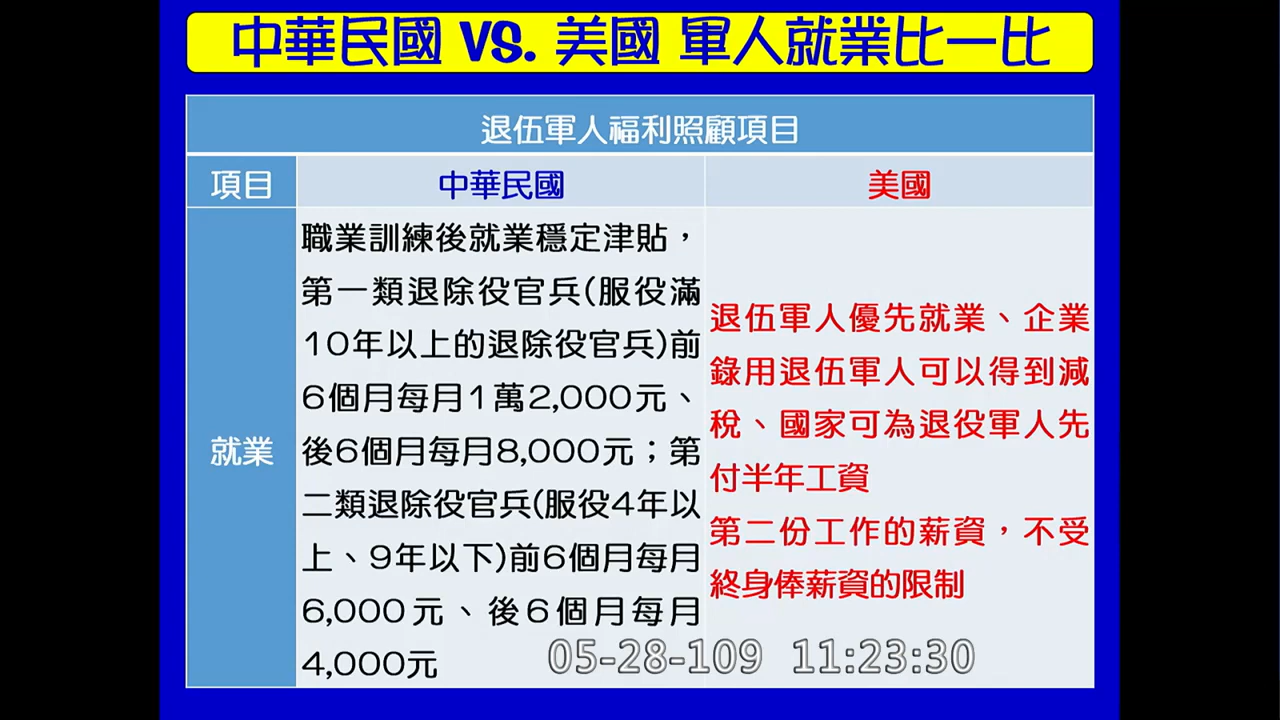 中華民國 VS. 美國 軍人就業比一比
退伍軍人福利照顧項目
項目
中華民國
美國
就業
職業訓練後就業穩定津貼，
第一類退除役官兵(服役滿
10年以上的退除役官兵)前
6個月每月1萬2,000元、
後6個月每月8,000元；第
二類退除役官兵(服役4年以
上、9年以下)前6個月每月
6,000元、後6個月每月
4,000元
退伍軍人優先就業、企業
錄用退伍軍人可以得到減
稅、國家可為退役軍人先
付半年工資
第二份工作的薪資，不受
終身俸薪資的限制
05-28-109 11:23:30